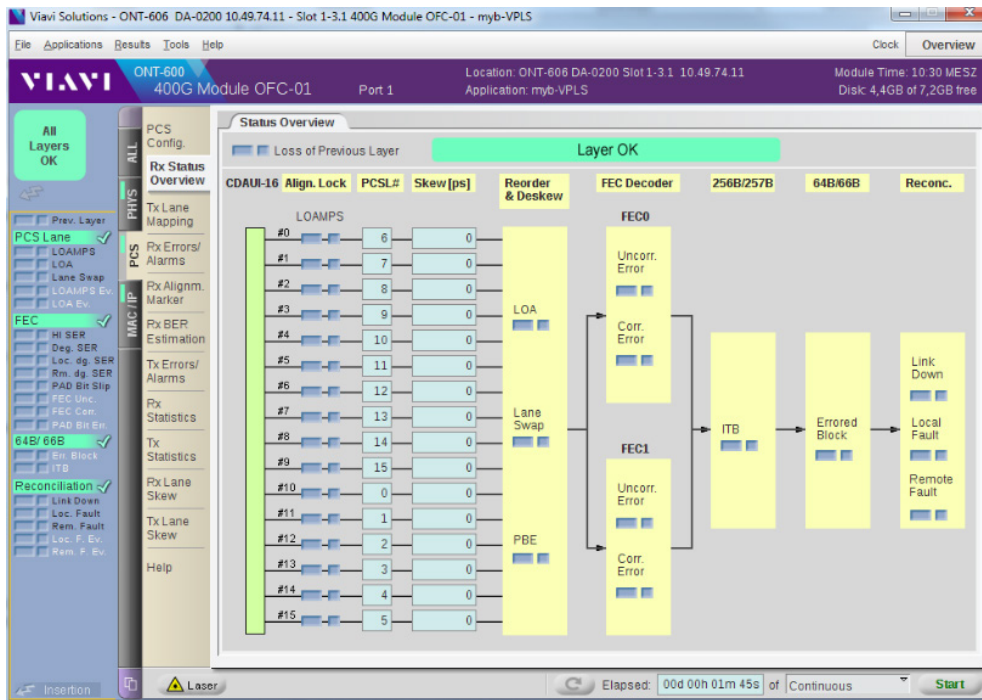 Viavi Solutions - ONT-606 DA-0200 10.49.74.11 - Slot 1-3.1 400G Module OFC-01 - myb-VPLS
File Applications Results Tools Help
Clock Overview
VIAVI
ONT-600
400G Module OFC-01
Port 1
Location: ONT-606 DA-0200 Slot 1-3.1 10.49.74.11
Application: myb-VPLS
Module Time: 10:30 MESZ
Disk: 4,4GB of 7,2GB free
All
Layers
OK
Prev. Layer
PCS Lane
LOAMPS
LOA
Lane Swap
LOAMPS Ev.
LOA Ev.
FEC
HI SER
Deg. SER
Loc. dg. SER
Rm. dg. SER
PAD Bit Slip
FEC Unc.
FEC Corr.
PAD Bit Err.
64B/ 66B
Err. Block
ITB
Reconciliation
Link Down
Loc. Fault
Rem. Fault
Loc. F. Ev.
Rem. F. Ev.
Insertion
ALL
PHYS
PCS
MAC / IP
PCS
Config.
Rx Status
Overview
Tx Lane
Mapping
Rx Errors/
Alarms
Rx Alignm.
Marker
Rx BER
Estimation
Tx Errors/
Alarms
Rx
Statistics
Tx
Statistics
Rx Lane
Skew
Tx Lane
Skew
Help
Status Overview
Loss of Previous Layer
Layer OK
CDAUI-16 Align. Lock PCSL# Skew [ps] Reorder
& Deskew
FEC Decoder 256B/257B 64B/66B Reconc.
LOAMPS
#0 6 0
#1 7 0
#2 8 0
#3 9 0
#4 10 0
#5 11 0
#6 12 0
#7 13 0
#8 14 0
#9 15 0
#10 0 0
#11 1 0
#12 2 0
#13 3 0
#14 4 0
#15 5 0
LOA
Lane
Swap
PBE
FEC0
Uncorr.
Error
Corr.
Error
FEC1
Uncorr.
Error
Corr.
Error
ITB
Errored
Block
Link
Down
Local
Fault
Remote
Fault
Laser
Elapsed: 00d 00h 01m 45s of Continuous
Start